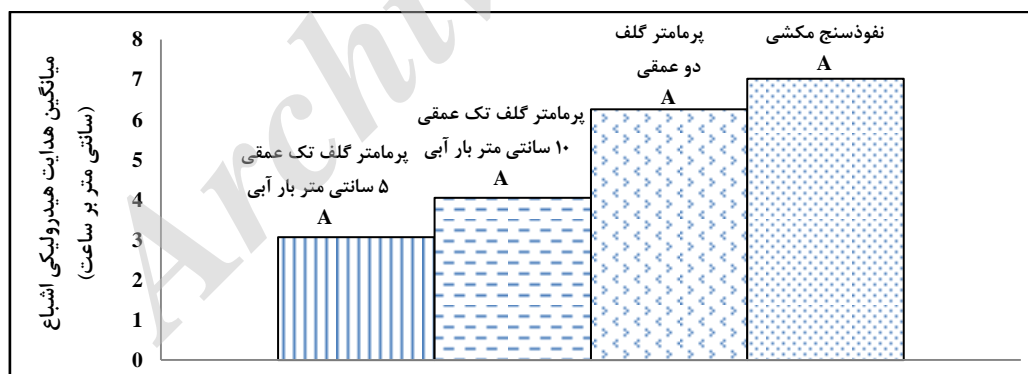 میانگین هدایت هیدرولیکی اشباع
(سانتی متر بر ساعت)
8
7
6
5
4
3
2
1
0
پرمامتر گلف تک عمقی
۵ سانتی متر بار آبی
A
پرمامتر گلف تک عمقی
۱۰ سانتی متر بار آبی
A
پرمامتر گلف
دو عمقی
A
نفوذسنج مکشی
A